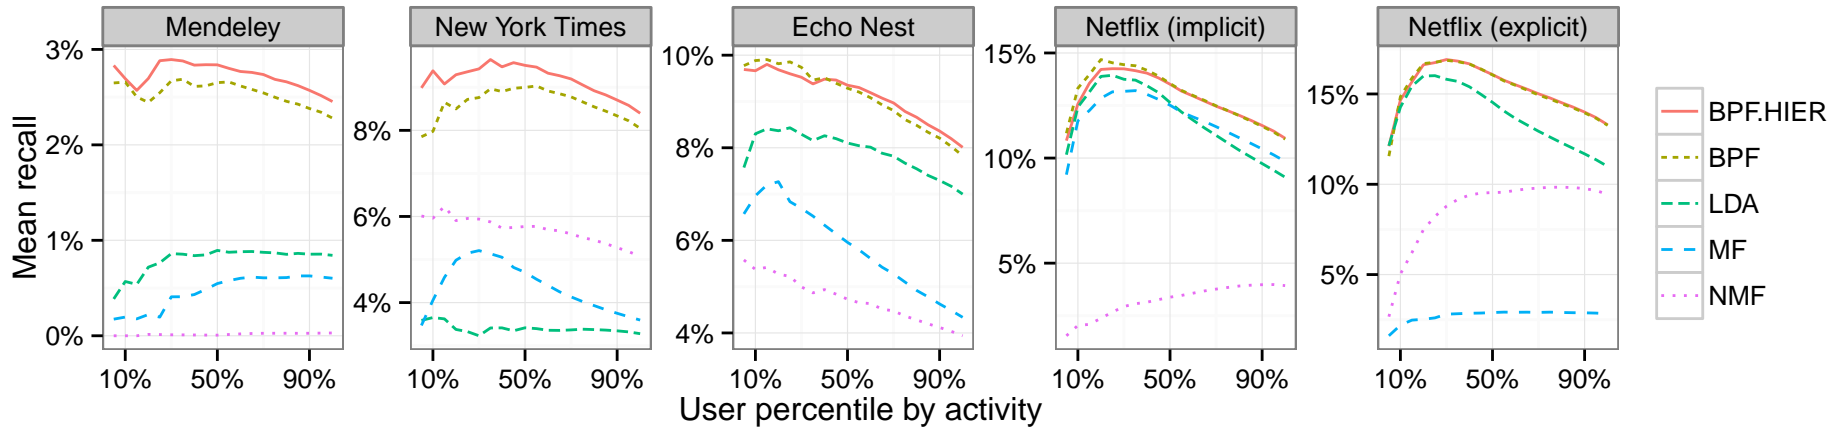 Mendeley
New York Times
Echo Nest
Netflix (implicit)
Netflix (explicit)
Mean recall
3%
2%
1%
0%
8%
6%
4%
10%
8%
6%
4%
15%
10%
5%
15%
10%
5%
10% 50% 90%
10% 50% 90%
10% 50% 90%
10% 50% 90%
10% 50% 90%
User percentile by activity
BPF.HIER
BPF
LDA
MF
NMF